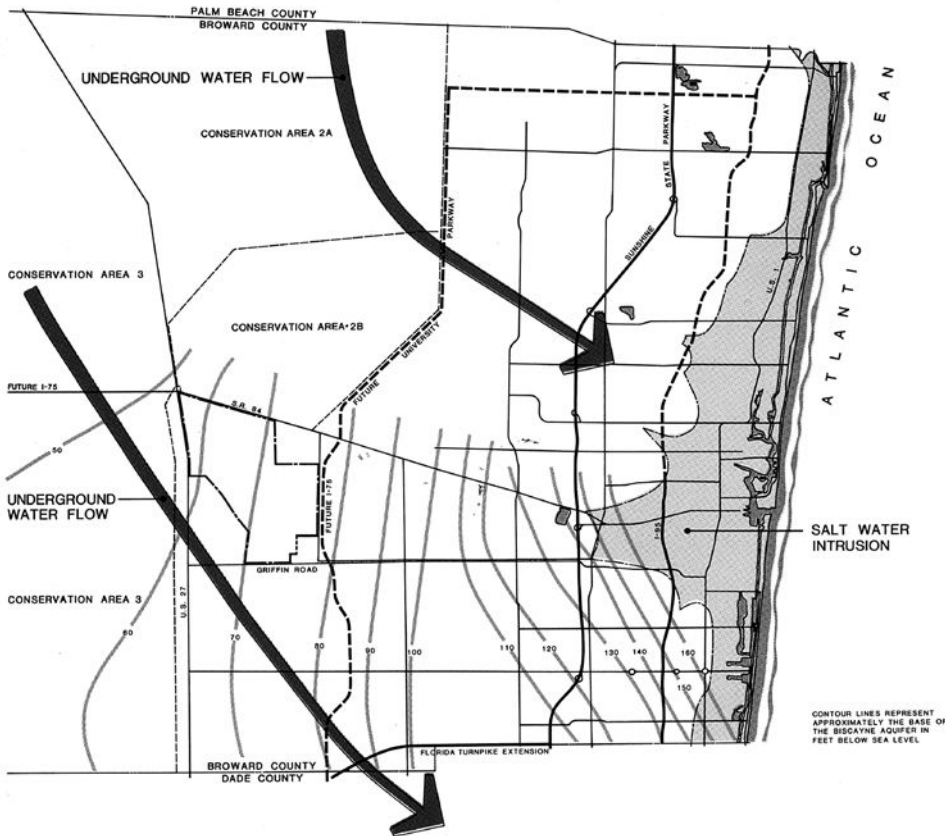 PALM BEACH COUNTY
BROWARD COUNTY
UNDERGROUND WATER FLOW
CONSERVATION AREA 2A
STATE PARKWAY
SUNSHINE
PARKWAY
UNIVERSITY
FUTURE
ATLANTIC OCEAN
U.S. 1
CONSERVATION AREA 3
CONSERVATION AREA 2B
FUTURE I-75
S.R. 84
50
UNDERGROUND
WATER FLOW
FUTURE I-75
I-95
SALT WATER
INTRUSION
GRIFFIN ROAD
CONSERVATION AREA 3
U.S. 27
60
70
80
90
100
110
120
130
140
150
160
CONTOUR LINES REPRESENT
APPROXIMATELY THE BASE OF
THE BISCAYNE AQUIFER IN
FEET BELOW SEA LEVEL
FLORIDA TURNPIKE EXTENSION
BROWARD COUNTY
DADE COUNTY